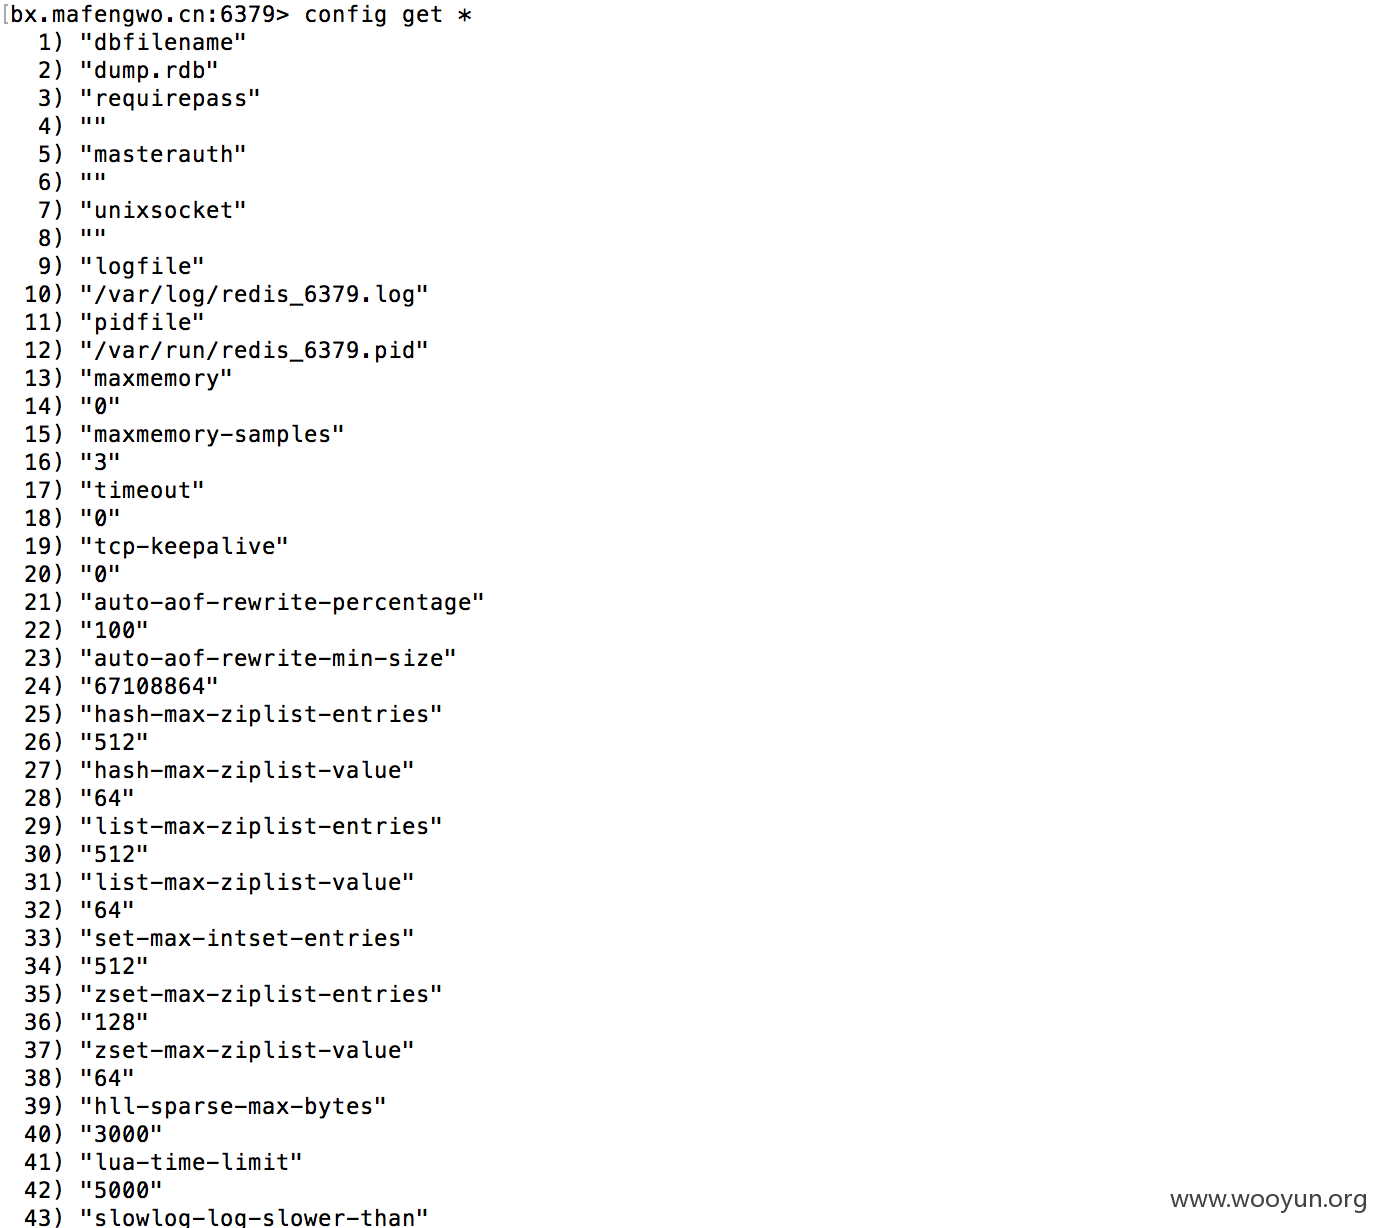 [bx.mafengwo.cn:6379> config get *
1) "dbfilename"
2) "dump.rdb"
3) "requirepass"
4) ""
5) "masterauth"
6) ""
7) "unixsocket"
8) ""
9) "logfile"
10) "/var/log/redis_6379.log"
11) "pidfile"
12) "/var/run/redis_6379.pid"
13) "maxmemory"
14) "0"
15) "maxmemory-samples"
16) "3"
17) "timeout"
18) "0"
19) "tcp-keepalive"
20) "0"
21) "auto-aof-rewrite-percentage"
22) "100"
23) "auto-aof-rewrite-min-size"
24) "67108864"
25) "hash-max-ziplist-entries"
26) "512"
27) "hash-max-ziplist-value"
28) "64"
29) "list-max-ziplist-entries"
30) "512"
31) "list-max-ziplist-value"
32) "64"
33) "set-max-intset-entries"
34) "512"
35) "zset-max-ziplist-entries"
36) "128"
37) "zset-max-ziplist-value"
38) "64"
39) "hll-sparse-max-bytes"
40) "3000"
41) "lua-time-limit"
42) "5000"
43) "slowlog-log-slower-than"
www.wooyun.org